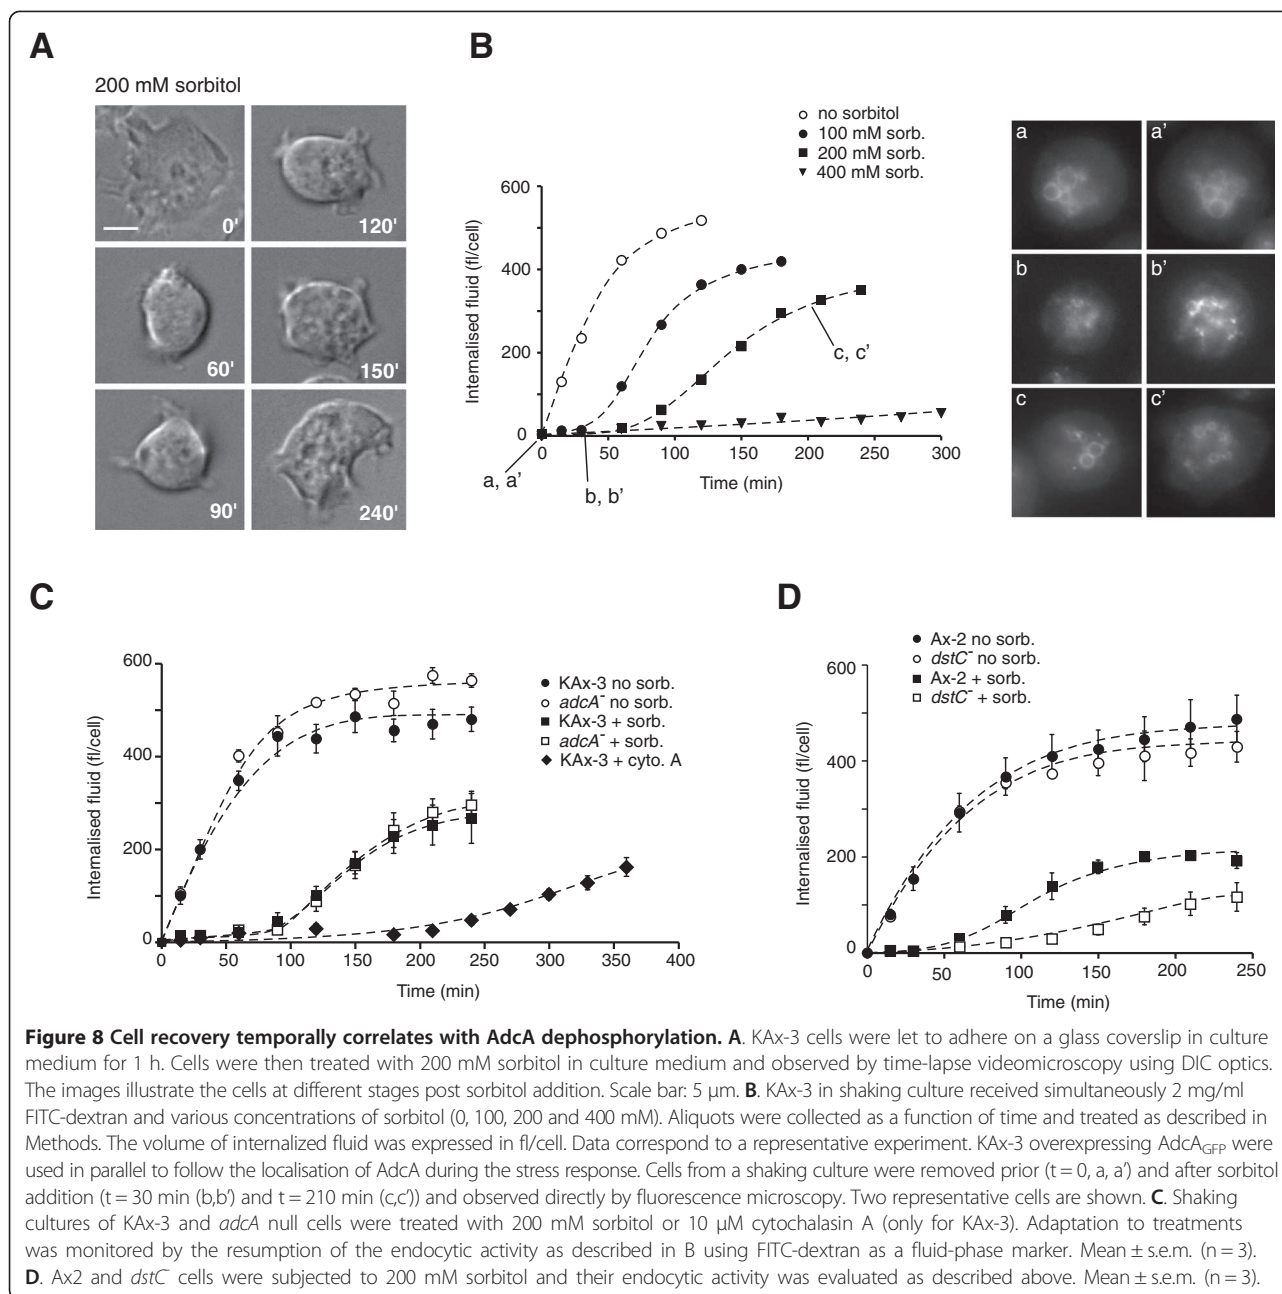 A
200 mM sorbitol
0'
120'
60'
150'
90'
240'
B
no sorbitol
100 mM sorb.
200 mM sorb.
400 mM sorb.
Internalised fluid (fl/cell)
600
400
200
0
0 50 100 150 200 250 300
Time (min)
a, a’
b, b’
c, c’
a
a’
b
b’
c
c’
C
KAx-3 no sorb.
adcA⁻ no sorb.
KAx-3 + sorb.
adcA⁻ + sorb.
KAx-3 + cyto. A
Internalised fluid (fl/cell)
600
400
200
0
0 50 100 150 200 250 300 350 400
Time (min)
D
Ax-2 no sorb.
dstC⁻ no sorb.
Ax-2 + sorb.
dstC⁻ + sorb.
Internalised fluid (fl/cell)
600
400
200
0
0 50 100 150 200 250
Time (min)
Figure 8 Cell recovery temporally correlates with AdcA dephosphorylation. A. KAx-3 cells were let to adhere on a glass coverslip in culture
medium for 1 h. Cells were then treated with 200 mM sorbitol in culture medium and observed by time-lapse videomicroscopy using DIC optics.
The images illustrate the cells at different stages post sorbitol addition. Scale bar: 5 μm. B. KAx-3 in shaking culture received simultaneously 2 mg/ml
FITC-dextran and various concentrations of sorbitol (0, 100, 200 and 400 mM). Aliquots were collected as a function of time and treated as described in
Methods. The volume of internalized fluid was expressed in fl/cell. Data correspond to a representative experiment. KAx-3 overexpressing AdcA_GFP were
used in parallel to follow the localisation of AdcA during the stress response. Cells from a shaking culture were removed prior (t = 0, a, a’) and after sorbitol
addition (t = 30 min (b,b’) and t = 210 min (c,c’)) and observed directly by fluorescence microscopy. Two representative cells are shown. C. Shaking
cultures of KAx-3 and adcA null cells were treated with 200 mM sorbitol or 10 μM cytochalasin A (only for KAx-3). Adaptation to treatments
was monitored by the resumption of the endocytic activity as described in B using FITC-dextran as a fluid-phase marker. Mean ± s.e.m. (n = 3).
D. Ax2 and dstC⁻ cells were subjected to 200 mM sorbitol and their endocytic activity was evaluated as described above. Mean ± s.e.m. (n = 3).